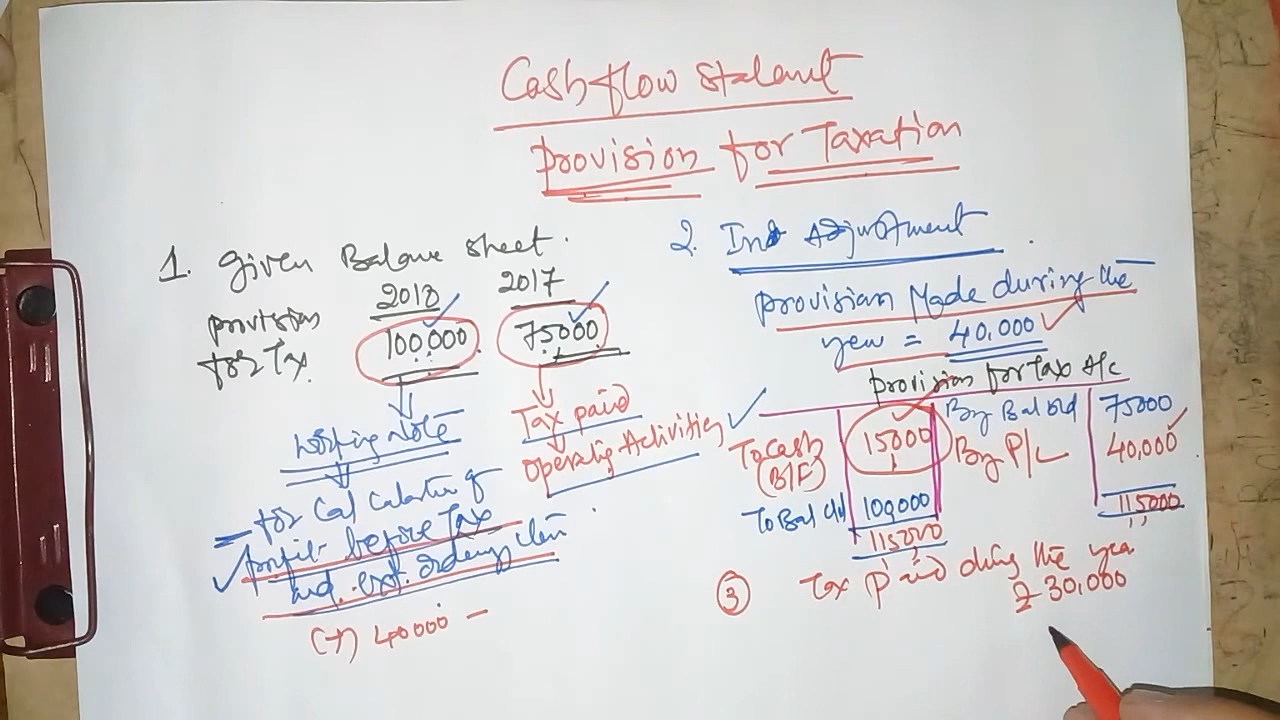 Cash flow Statement
Provision for Taxation
1. Given Balance Sheet.
2018 2017
provision for Tax. 100,000 75000
Working Note
Tax paid
Operating Activities
for Calculation of
profit before Tax
and ext. ordinary item
(+) 40000 -
2. In Adjustment
provision Made during the
year = 40,000
provision for Tax A/c
To Cash (B/F) 15000 By Bal b/d 75000
By P/L 40,000
To Bal c/d 100,000
115000 115000
3 Tax paid during the year
30,000